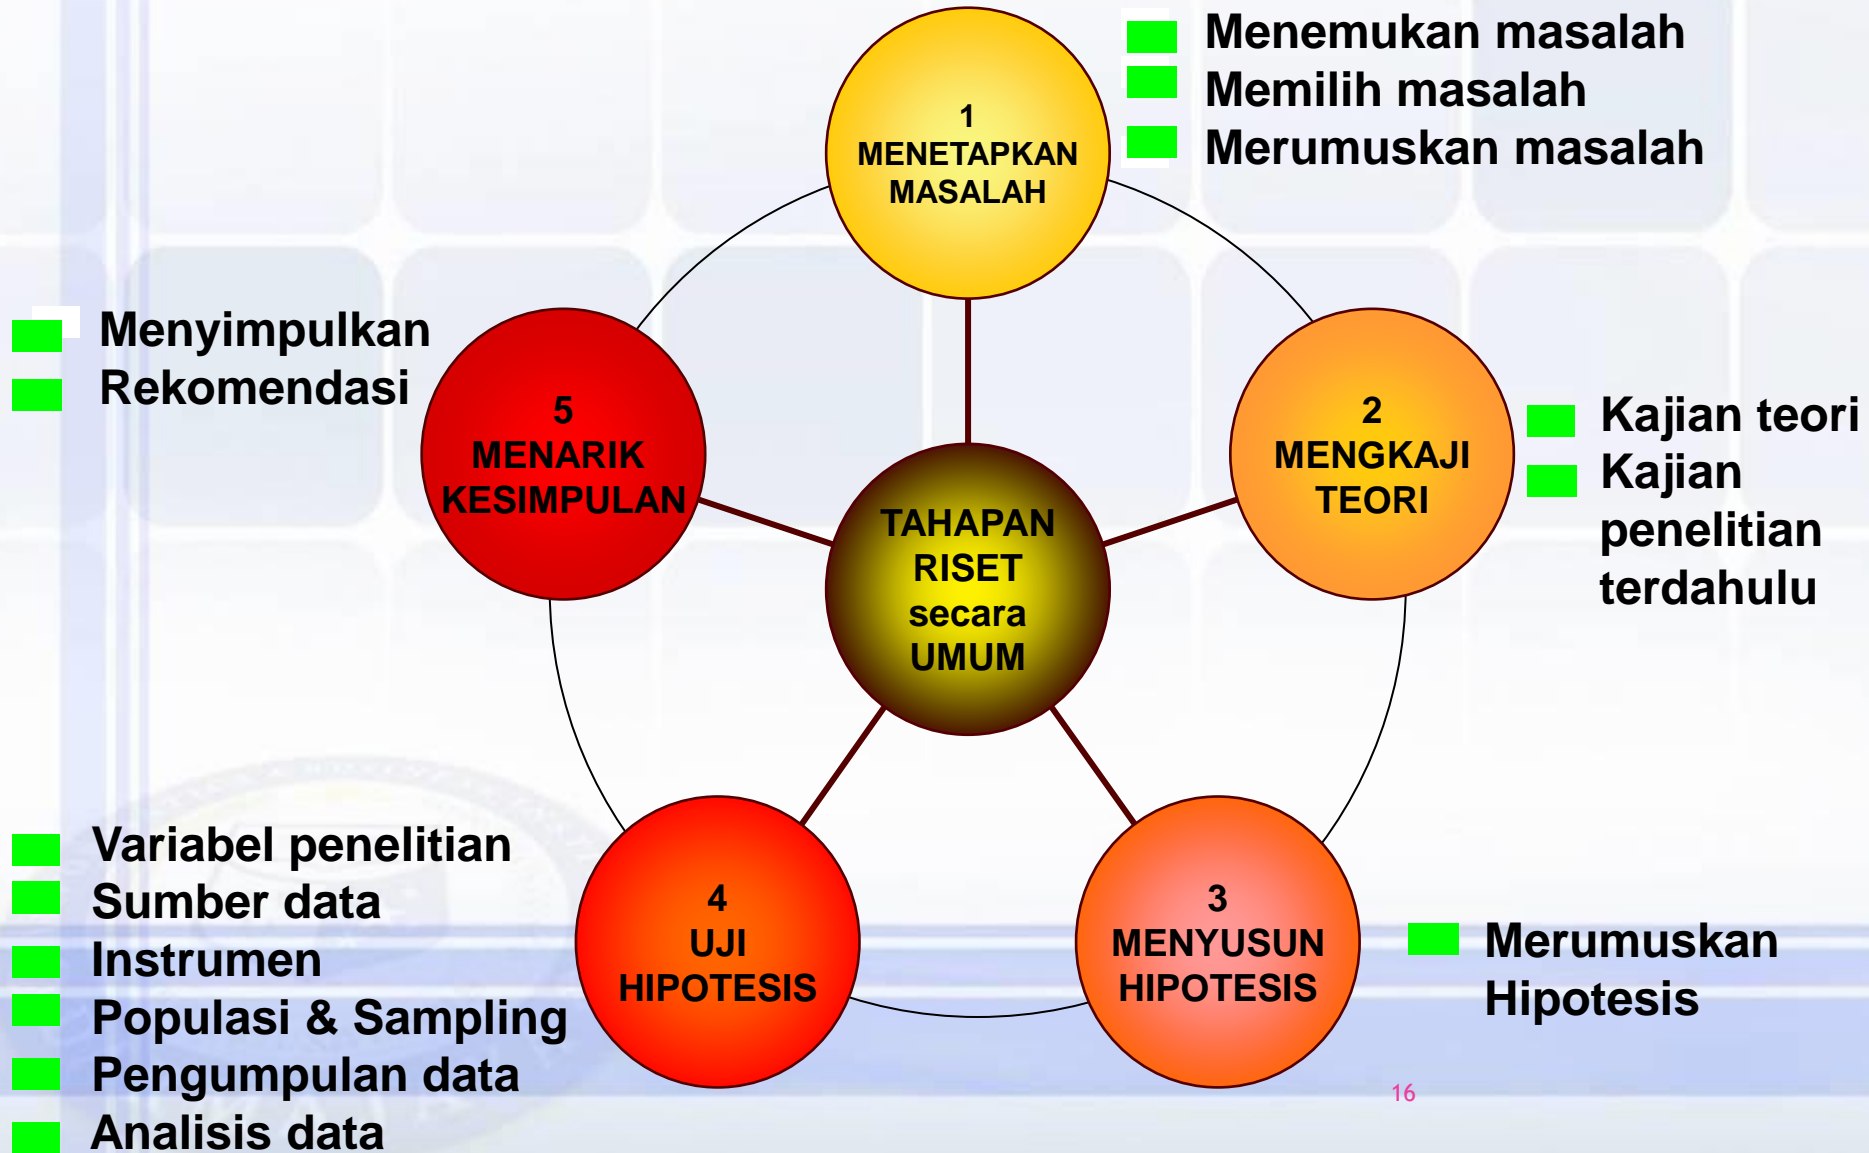 1
MENETAPKAN
MASALAH
Menemukan masalah
Memilih masalah
Merumuskan masalah
2
MENGKAJI
TEORI
Kajian teori
Kajian
penelitian
terdahulu
3
MENYUSUN
HIPOTESIS
Merumuskan
Hipotesis
4
UJI
HIPOTESIS
Variabel penelitian
Sumber data
Instrumen
Populasi & Sampling
Pengumpulan data
Analisis data
5
MENARIK
KESIMPULAN
Menyimpulkan
Rekomendasi
TAHAPAN
RISET
secara
UMUM
16